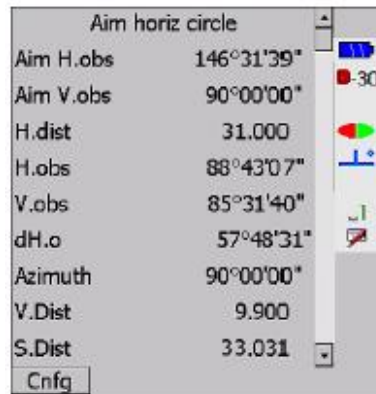 Aim horiz circle
Aim H.obs 146°31'39"
Aim V.obs 90°00'00"
H.dist 31.000
H.obs 88°43'07"
V.obs 85°31'40"
dH.o 57°48'31"
Azimuth 90°00'00"
V.Dist 9.900
S.Dist 33.031
Cnfg
-30